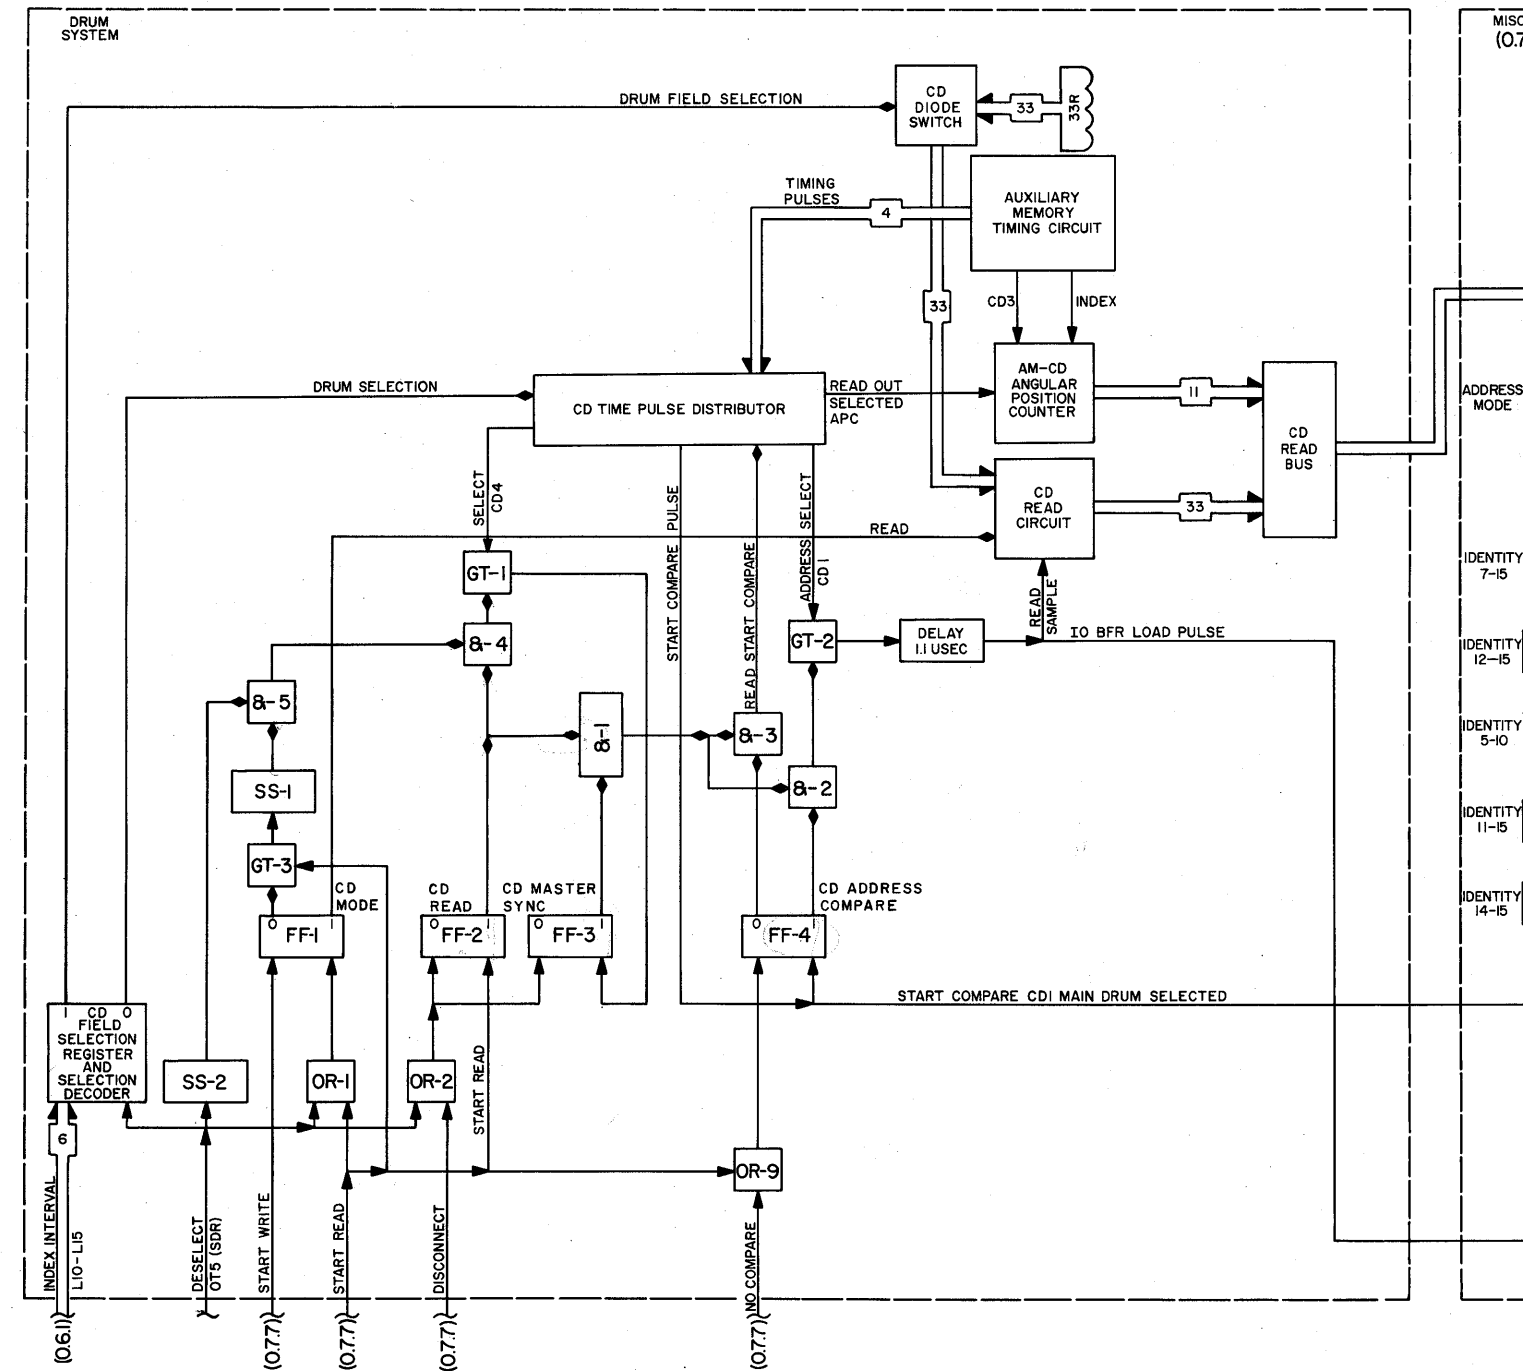 DRUM
SYSTEM
MISC
(0.7
DRUM FIELD SELECTION
CD
DIODE
SWITCH
33
33R
TIMING
PULSES
4
AUXILIARY
MEMORY
TIMING CIRCUIT
33
CD3
INDEX
DRUM SELECTION
CD TIME PULSE DISTRIBUTOR
READ OUT
SELECTED
APC
AM-CD
ANGULAR
POSITION
COUNTER
11
CD
READ
BUS
ADDRESS
MODE
SELECT
CD4
START COMPARE PULSE
READ START COMPARE
ADDRESS SELECT
CD 1
CD
READ
CIRCUIT
33
READ
IDENTITY
7-15
GT-1
&-4
GT-2
DELAY
1.1 USEC
READ
SAMPLE
IO BFR LOAD PULSE
IDENTITY
12-15
&-5
&-1
&-3
IDENTITY
5-10
SS-1
&-2
IDENTITY
11-15
GT-3
CD
MODE
CD
READ
CD MASTER
SYNC
CD ADDRESS
COMPARE
IDENTITY
14-15
0 1
FF-1
0 1
FF-2
0 1
FF-3
0 1
FF-4
START COMPARE CD1 MAIN DRUM SELECTED
1 CD 0
FIELD
SELECTION
REGISTER
AND
SELECTION
DECODER
SS-2
OR-1
OR-2
START READ
6
OR-9
INDEX INTERVAL
L10-L15
DESELECT
OT5 (SDR)
START WRITE
START READ
DISCONNECT
NO COMPARE
(0.6.1)
(0.7.7)
(0.7.7)
(0.7.7)
(0.7.7)